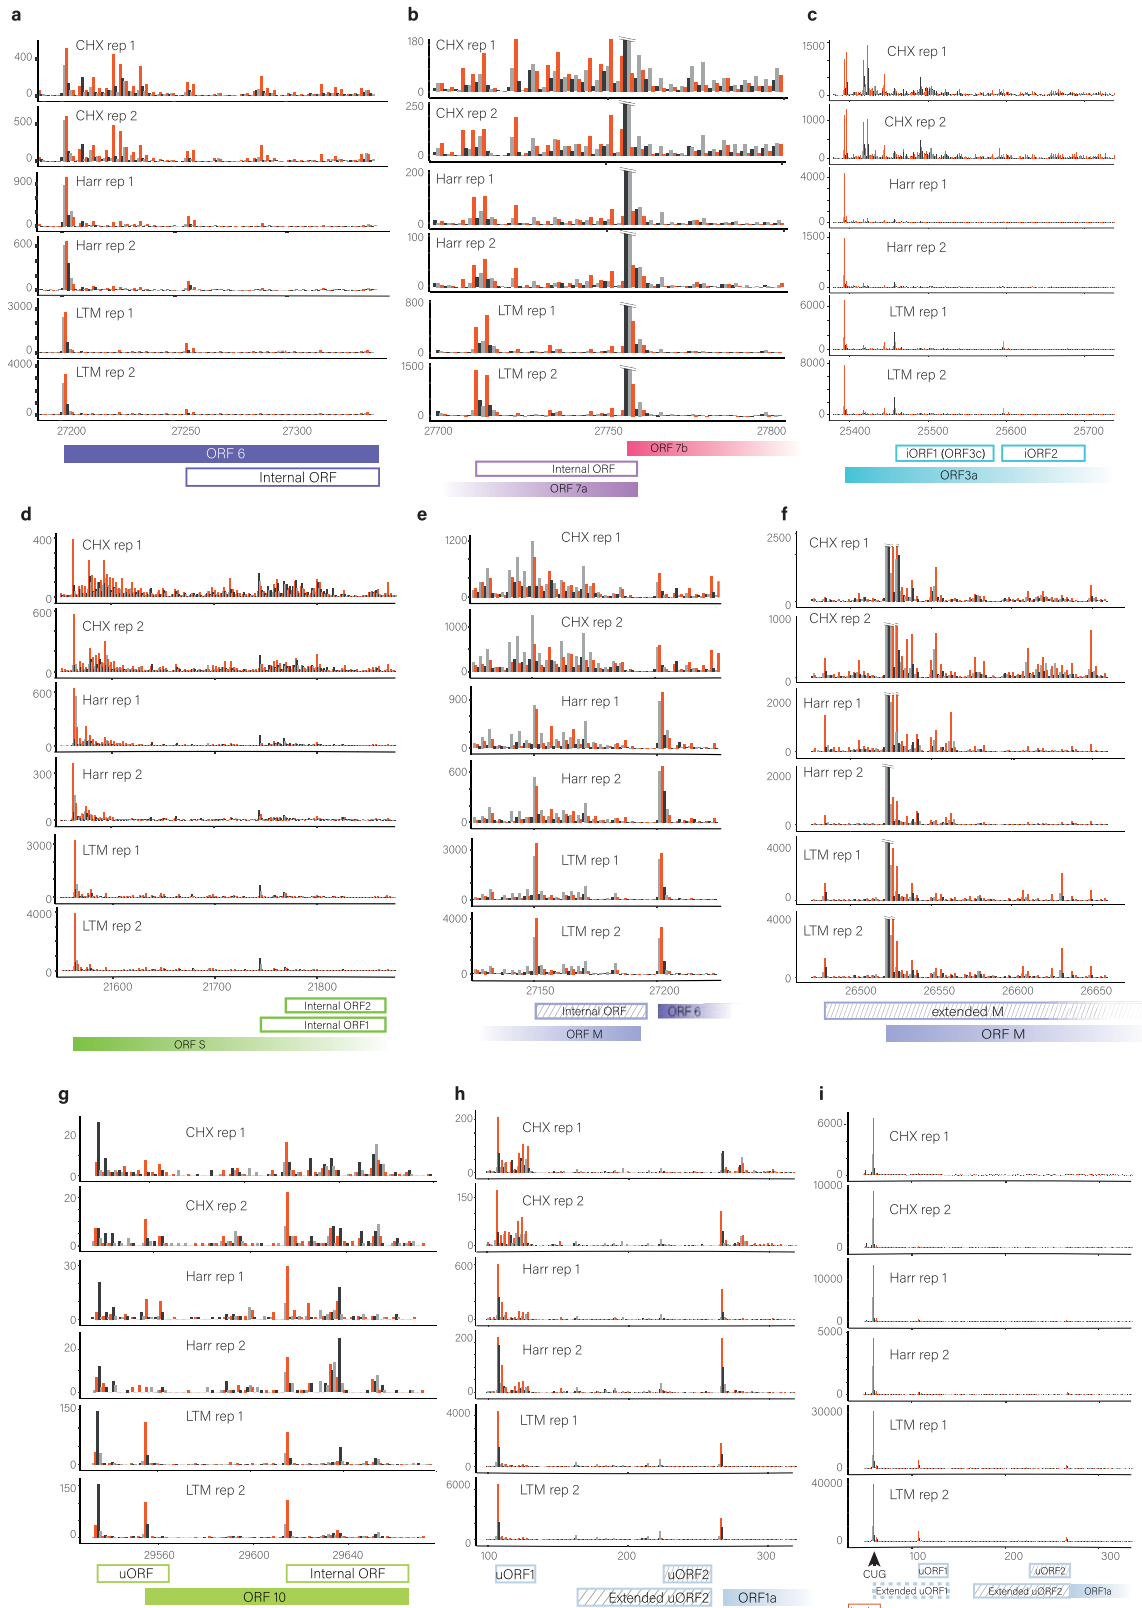 a
CHX rep 1
400
0
CHX rep 2
500
0
Harr rep 1
900
0
Harr rep 2
600
0
LTM rep 1
3000
0
LTM rep 2
4000
0
27200 27250 27300
ORF 6
Internal ORF
b
CHX rep 1
180
0
CHX rep 2
250
0
Harr rep 1
200
0
Harr rep 2
100
0
LTM rep 1
800
0
LTM rep 2
1500
0
27700 27760 27800
ORF 7b
Internal ORF
ORF 7a
c
CHX rep 1
1500
0
CHX rep 2
1300
0
Harr rep 1
4000
0
Harr rep 2
1500
0
LTM rep 1
6000
0
LTM rep 2
8000
0
25400 25500 25600 25700
iORF1 (ORF3c) iORF2
ORF3a
d
CHX rep 1
400
0
CHX rep 2
600
0
Harr rep 1
600
0
Harr rep 2
300
0
LTM rep 1
3000
0
LTM rep 2
4000
0
21600 21700 21800
Internal ORF2
Internal ORF1
ORF S
e
CHX rep 1
1200
0
CHX rep 2
1000
0
Harr rep 1
900
0
Harr rep 2
600
0
LTM rep 1
3000
0
LTM rep 2
4000
0
27150 27200
Internal ORF ORF 6
ORF M
f
CHX rep 1
2500
0
CHX rep 2
1000
0
Harr rep 1
2000
0
Harr rep 2
2000
0
LTM rep 1
4000
0
LTM rep 2
4000
0
26500 26550 26600 26650
extended M
ORF M
g
CHX rep 1
20
0
CHX rep 2
20
0
Harr rep 1
30
0
Harr rep 2
20
0
LTM rep 1
150
0
LTM rep 2
150
0
29560 29600 29640
uORF Internal ORF
ORF 10
h
CHX rep 1
200
0
CHX rep 2
150
0
Harr rep 1
600
0
Harr rep 2
200
0
LTM rep 1
4000
0
LTM rep 2
6000
0
100 200 300
uORF1 uORF2
Extended uORF2 ORF1a
i
CHX rep 1
6000
0
CHX rep 2
10000
0
Harr rep 1
13000
0
Harr rep 2
5000
0
LTM rep 1
30000
0
LTM rep 2
40000
0
100 200 300
CUG uORF1 uORF2
Extended uORF1 Extended uORF2 ORF1a